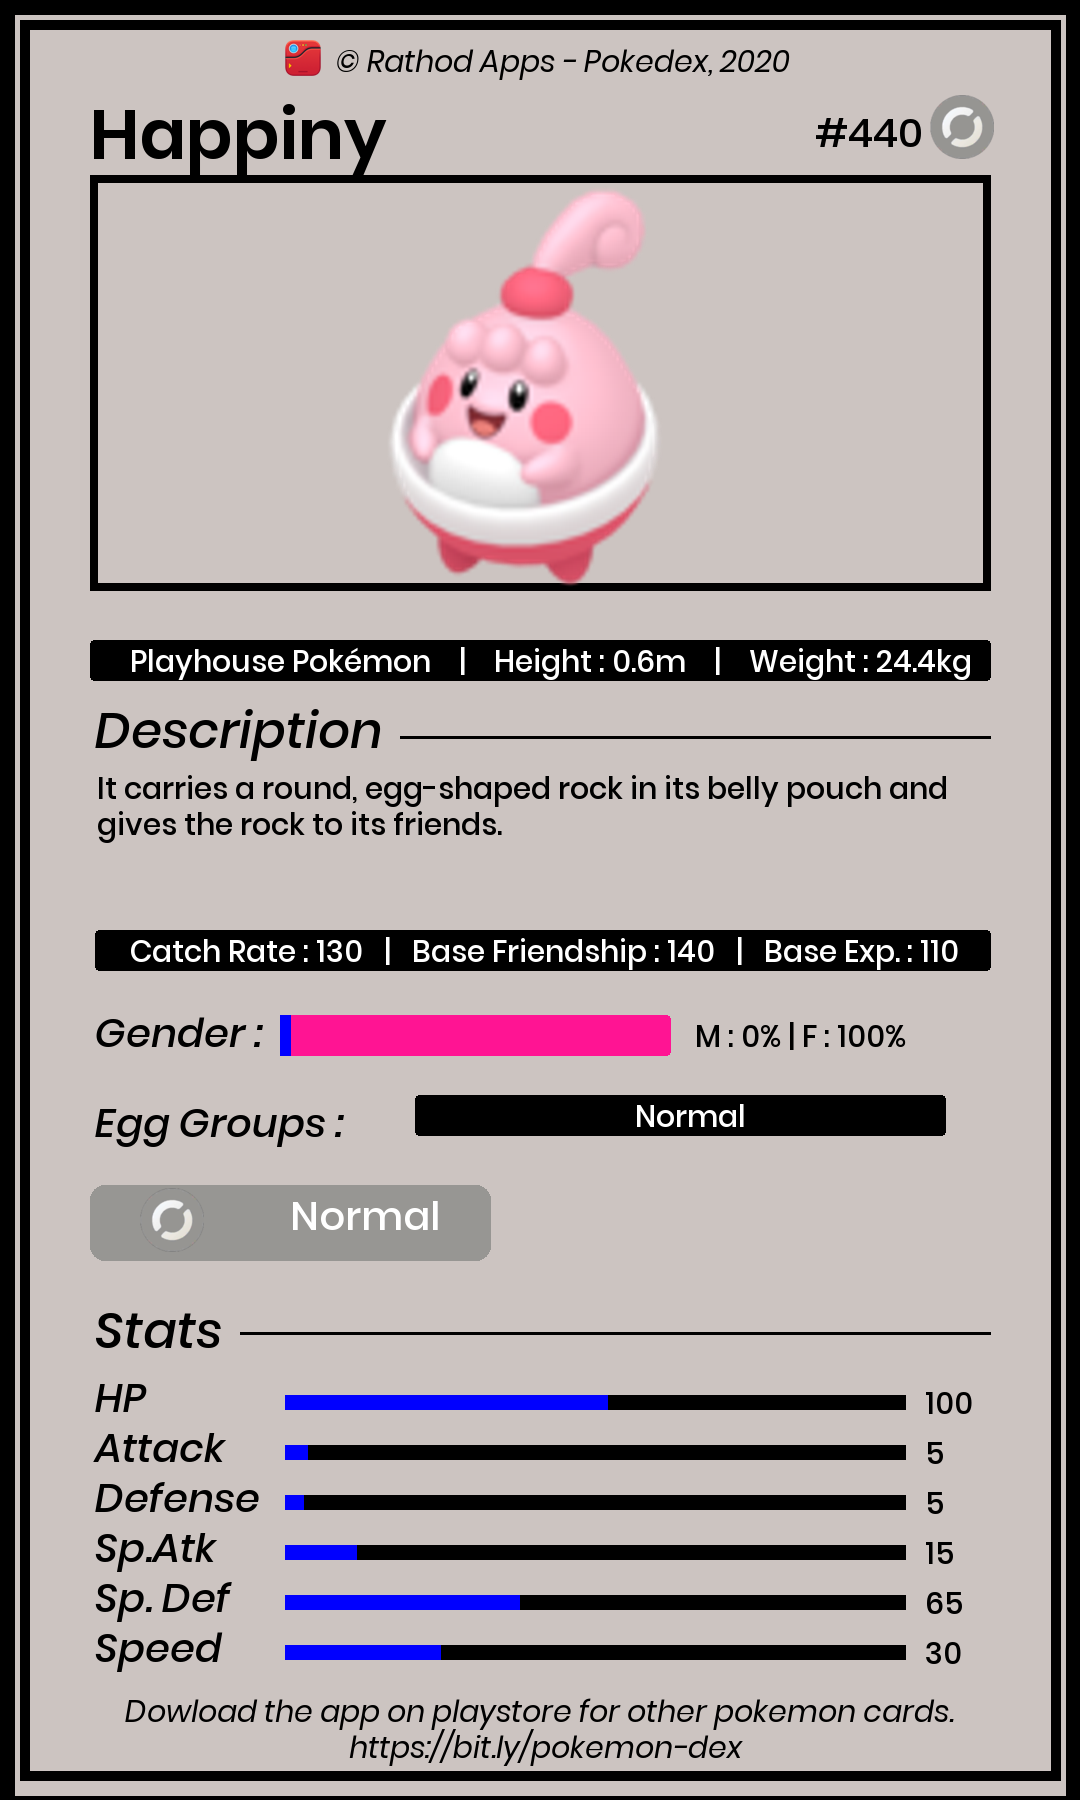 © Rathod Apps - Pokedex, 2020
Happiny
#440
Playhouse Pokémon | Height : 0.6m | Weight : 24.4kg
Description
It carries a round, egg-shaped rock in its belly pouch and
gives the rock to its friends.
Catch Rate : 130 | Base Friendship : 140 | Base Exp. : 110
Gender : M : 0% | F : 100%
Egg Groups : Normal
Normal
Stats
HP 100
Attack 5
Defense 5
Sp.Atk 15
Sp. Def 65
Speed 30
Dowload the app on playstore for other pokemon cards.
https://bit.ly/pokemon-dex